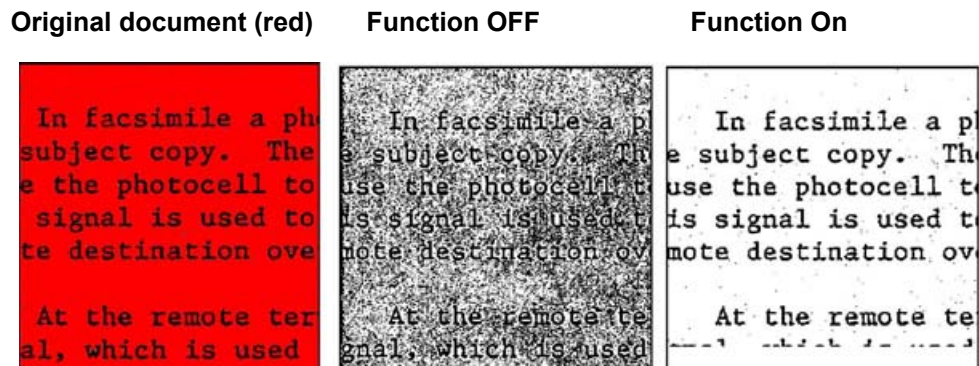 Original document (red) Function OFF Function On
In facsimile a ph
subject copy. The
e the photocell to
signal is used to
te destination ove
At the remote ter
al, which is used
In facsimile a p
e subject copy. Th
use the photocell t
is signal is used t
mote destination ov
At the remote te
gnal, which is used
In facsimile a p
e subject copy. Th
use the photocell t
is signal is used t
mote destination ov
At the remote te